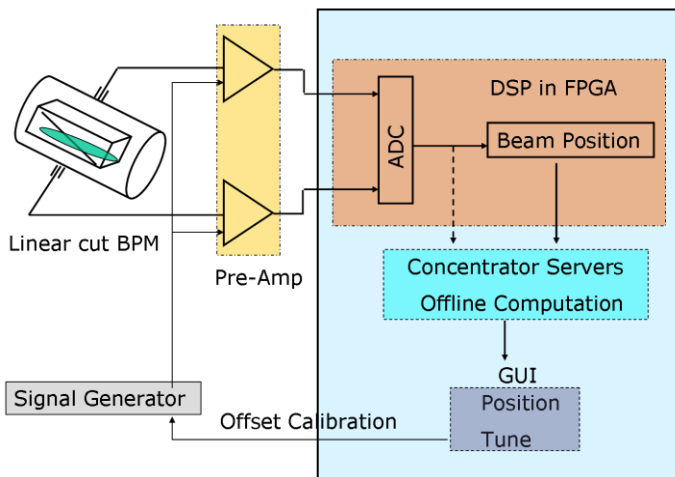 DSP in FPGA
ADC
Beam Position
Linear cut BPM
Pre-Amp
Concentrator Servers
Offline Computation
GUI
Signal Generator
Offset Calibration
Position
Tune